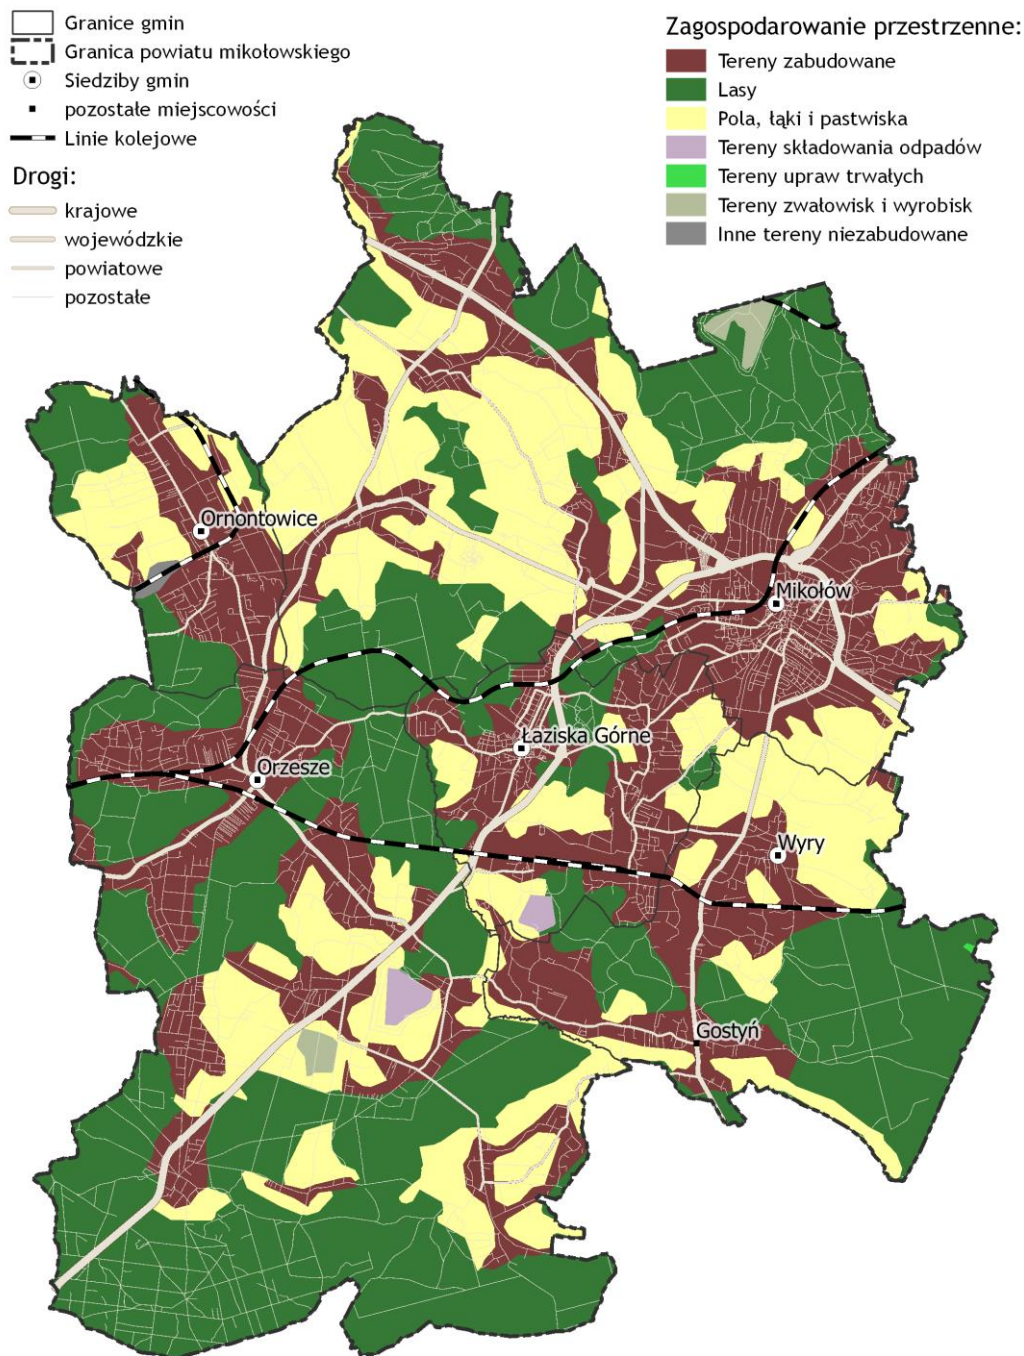 Granice gmin
Granica powiatu mikołowskiego
Siedziby gmin
pozostałe miejscowości
Linie kolejowe
Drogi:
krajowe
wojewódzkie
powiatowe
pozostałe
Zagospodarowanie przestrzenne:
Tereny zabudowane
Lasy
Pola, łąki i pastwiska
Tereny składowania odpadów
Tereny upraw trwałych
Tereny zwałowisk i wyrobisk
Inne tereny niezabudowane
Ornontowice
Mikołów
Łaziska Górne
Orzesze
Wyry
Gostyń